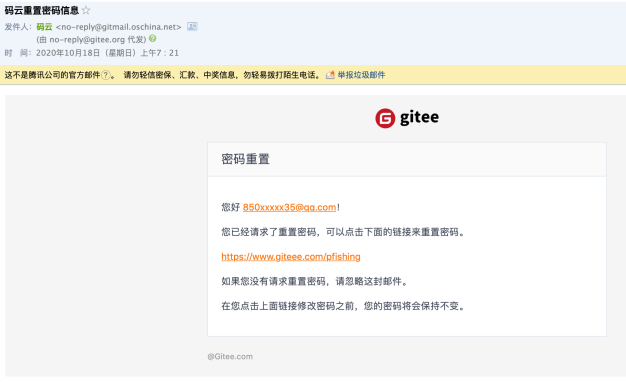 码云重置密码信息
发件人：码云 <no-reply@gitmail.oschina.net>
(由 no-reply@gitee.org 代发)
时 间：2020年10月18日（星期日）上午7：21
这不是腾讯公司的官方邮件?。 请勿轻信密保、汇款、中奖信息，勿轻易拨打陌生电话。 举报垃圾邮件
gitee
密码重置
您好 850xxxxx35@qq.com！
您已经请求了重置密码，可以点击下面的链接来重置密码。
https://www.giteee.com/pfishing
如果您没有请求重置密码，请忽略这封邮件。
在您点击上面链接修改密码之前，您的密码将会保持不变。
@Gitee.com